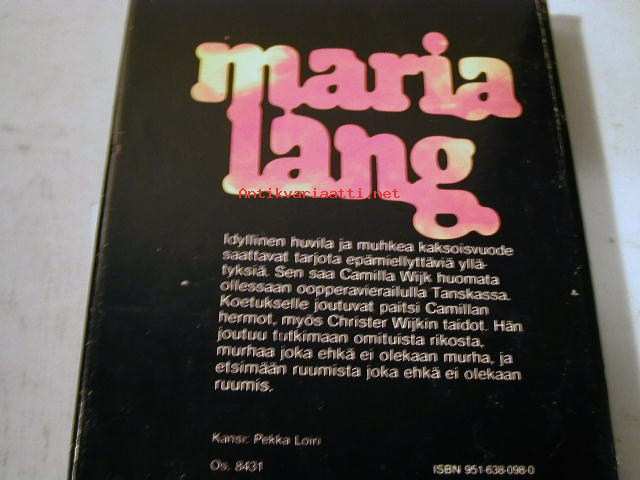 maria
lang
Antikvariaatti.net
Idyllinen huvila ja muhkea kaksoisvuode
saattavat tarjota epämiellyttäviä yllä-
tyksiä. Sen saa Camilla Wijk huomata
ollessaan oopperavierailulla Tanskassa.
Koetukselle joutuvat paitsi Camillan
hermot, myös Christer Wijkin taidot. Hän
joutuu tutkimaan omituista rikosta,
murhaa joka ehkä ei olekaan murha, ja
etsimään ruumista joka ehkä ei olekaan
ruumis.
Kansi: Pekka Loiri
Os. 8431
ISBN 951-638-098-0